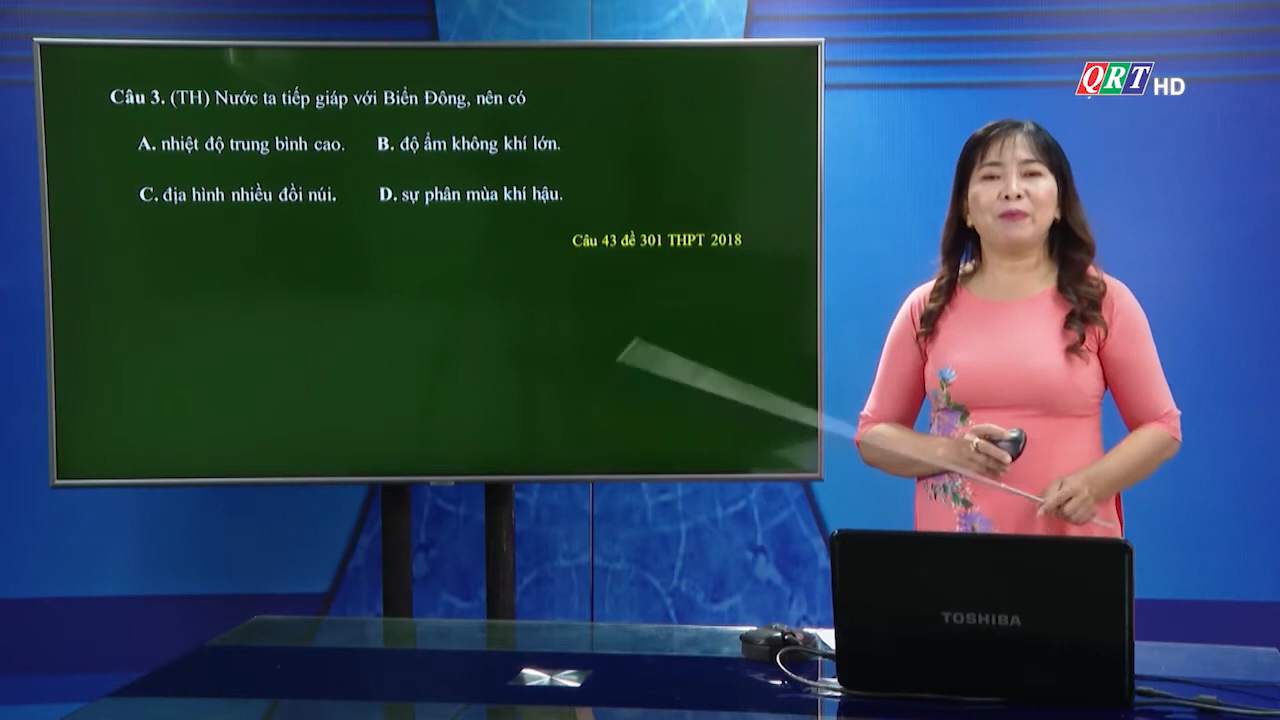 Câu 3. (TH) Nước ta tiếp giáp với Biển Đông, nên có
A. nhiệt độ trung bình cao. B. độ ẩm không khí lớn.
C. địa hình nhiều đồi núi. D. sự phân mùa khí hậu.
Câu 43 đề 301 THPT 2018
QRT HD
TOSHIBA